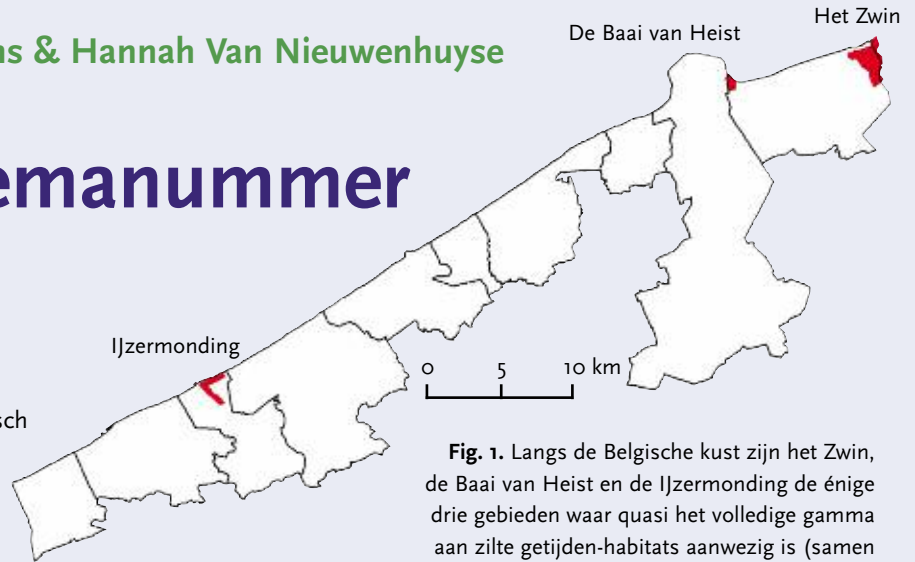 Het Zwin
De Baai van Heist
ns & Hannah Van Nieuwenhuyse
emanummer
IJzermonding
0 5 10 km
sch
Fig. 1. Langs de Belgische kust zijn het Zwin,
de Baai van Heist en de IJzermonding de énige
drie gebieden waar quasi het volledige gamma
aan zilte getijden-habitats aanwezig is (samen